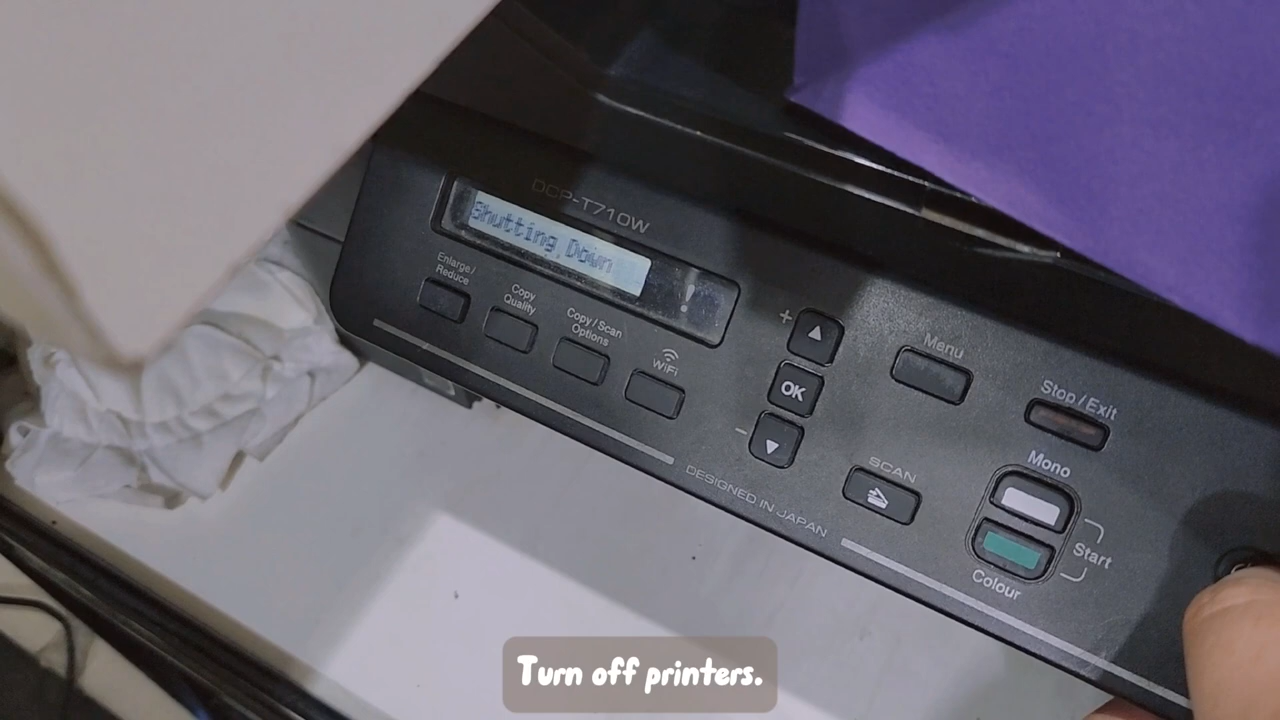 DCP-T710W
Shutting Down
Enlarge/
Reduce
Copy
Quality
Copy/Scan
Options
WiFi
+
OK
-
Menu
Stop/Exit
SCAN
Mono
Start
Colour
DESIGNED IN JAPAN
Turn off printers.